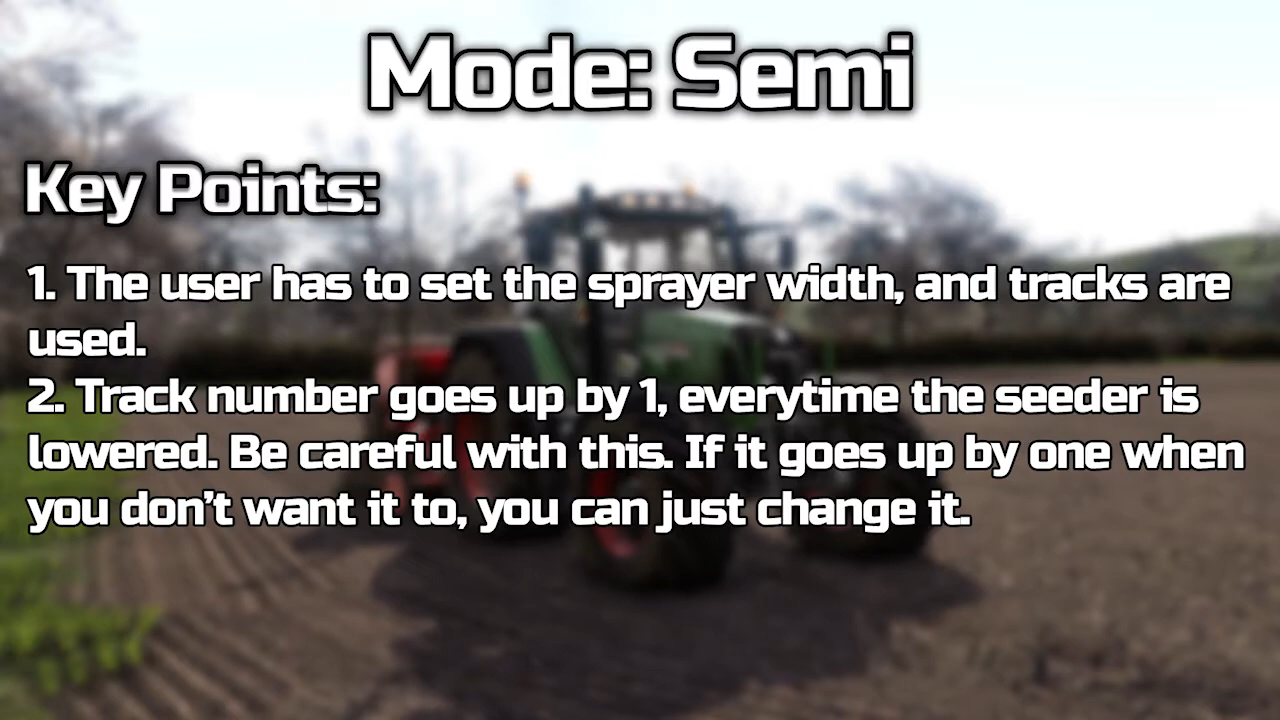 Mode: Semi
Key Points:
1. The user has to set the sprayer width, and tracks are
used.
2. Track number goes up by 1, everytime the seeder is
lowered. Be careful with this. If it goes up by one when
you don’t want it to, you can just change it.